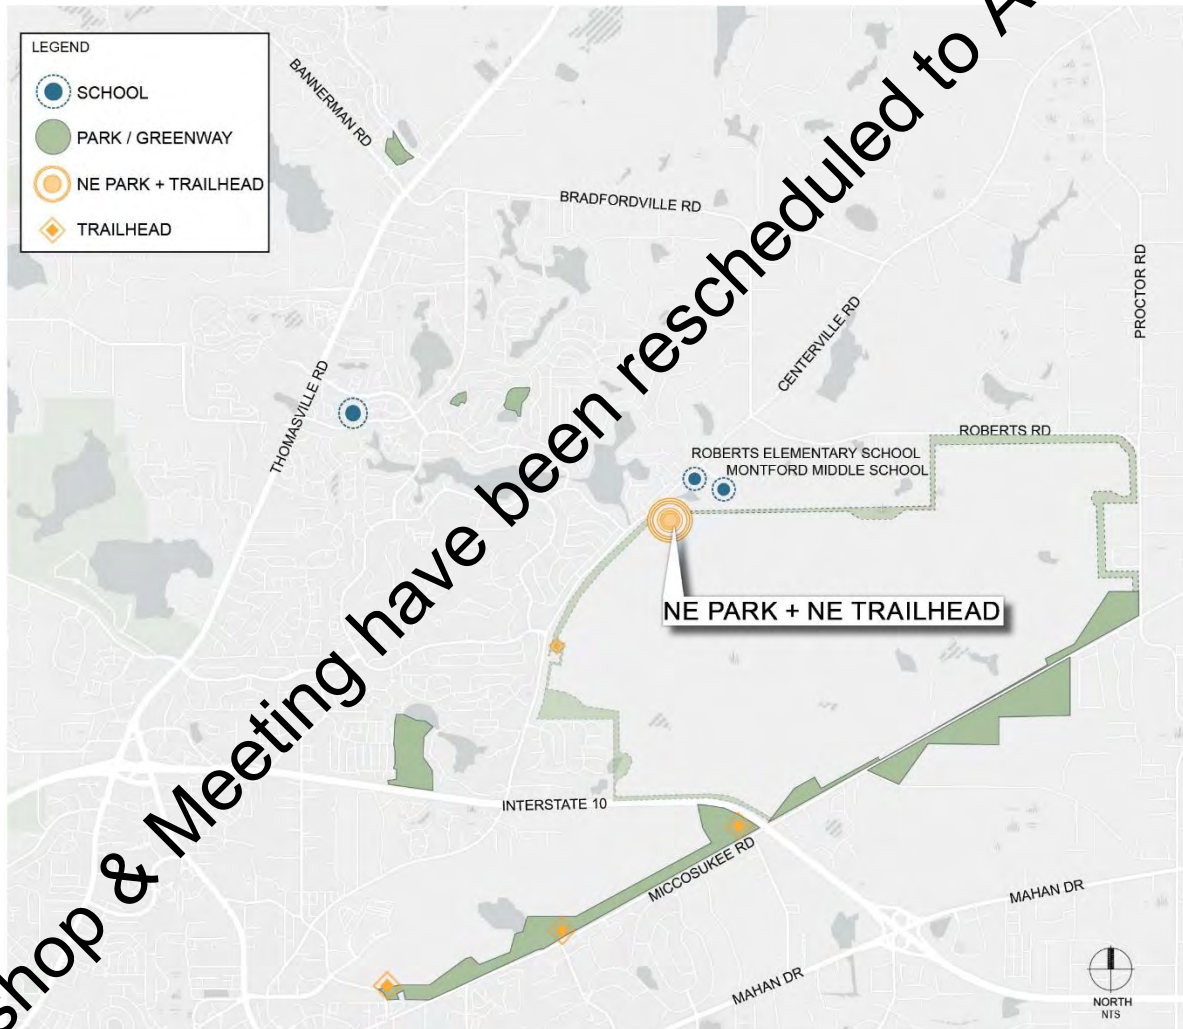 LEGEND
SCHOOL
PARK / GREENWAY
NE PARK + TRAILHEAD
TRAILHEAD
BANNERMAN RD
BRADFORDVILLE RD
PROCTOR RD
CENTERVILLE RD
THOMASVILLE RD
ROBERTS RD
ROBERTS ELEMENTARY SCHOOL
MONTFORD MIDDLE SCHOOL
NE PARK + NE TRAILHEAD
INTERSTATE 10
MICCOSUKEE RD
MAHAN DR
MAHAN DR
NORTH
NTS
shop & Meeting have been rescheduled to A